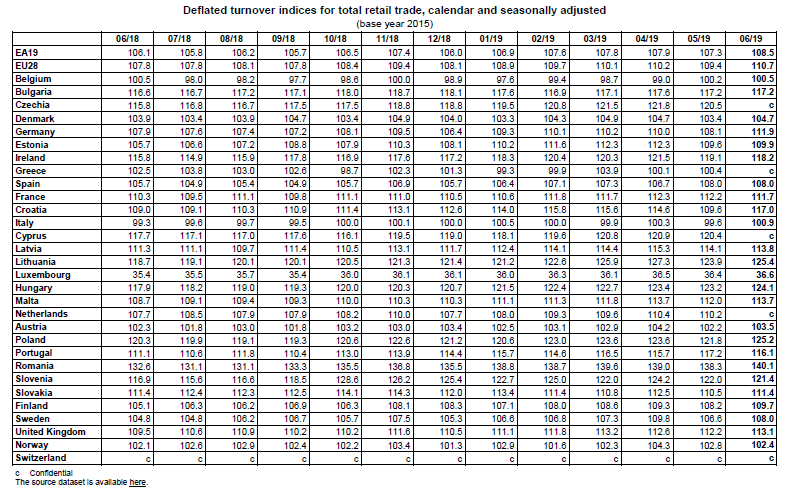 Deflated turnover indices for total retail trade, calendar and seasonally adjusted
(base year 2015)
06/18 07/18 08/18 09/18 10/18 11/18 12/18 01/19 02/19 03/19 04/19 05/19 06/19
EA19 106.1 105.8 106.2 105.7 106.5 107.4 106.0 106.9 107.6 107.8 107.9 107.3 108.5
EU28 107.8 107.8 108.1 107.8 108.4 109.4 108.1 108.9 109.7 110.1 110.2 109.4 110.7
Belgium 100.5 98.0 98.2 97.7 98.6 100.0 98.9 97.6 99.4 98.7 99.0 100.2 100.5
Bulgaria 116.6 116.7 117.2 117.1 118.0 118.7 118.1 117.6 116.9 117.1 117.6 117.2 117.2
Czechia 115.8 116.8 116.7 117.5 117.5 118.8 118.8 119.5 120.8 121.5 121.8 120.5 c
Denmark 103.9 103.4 103.9 104.7 103.4 104.9 104.0 103.3 104.3 104.9 104.7 103.4 104.7
Germany 107.9 107.6 107.4 107.2 108.1 109.5 106.4 109.3 110.1 110.2 110.0 108.1 111.9
Estonia 105.7 106.6 107.2 108.8 107.9 110.3 108.1 110.2 111.6 112.3 112.3 109.6 109.9
Ireland 115.8 114.9 115.9 117.8 116.9 117.6 117.2 118.3 120.4 120.3 121.5 119.1 118.2
Greece 102.5 103.8 103.0 102.6 98.7 102.3 101.3 99.3 99.9 103.9 100.1 100.4 c
Spain 105.7 104.9 105.4 104.9 105.7 106.9 105.7 106.4 107.1 107.3 106.7 108.0 108.0
France 110.3 109.5 111.1 109.8 111.1 111.0 110.5 110.6 111.8 111.7 112.3 112.2 111.7
Croatia 109.0 109.1 110.3 110.9 111.4 113.1 112.6 114.0 115.8 115.6 114.6 109.6 117.0
Italy 99.3 99.6 99.7 99.5 100.0 100.1 100.0 100.5 100.0 99.9 100.3 99.6 100.9
Cyprus 117.7 117.1 117.0 117.6 116.1 119.5 119.0 118.1 119.6 120.8 120.9 120.4 c
Latvia 111.3 111.1 109.7 111.4 110.5 113.1 111.7 112.4 114.1 114.4 115.3 114.1 113.8
Lithuania 118.7 119.1 120.1 120.1 120.5 121.3 121.4 121.2 122.6 125.9 127.3 123.9 125.4
Luxembourg 35.4 35.5 35.7 35.4 36.0 36.1 36.1 36.0 36.3 36.1 36.5 36.4 36.6
Hungary 117.9 118.2 119.0 119.3 120.0 120.3 120.7 121.5 122.4 122.7 123.4 123.2 124.1
Malta 108.7 109.1 109.4 109.3 110.0 110.3 110.3 111.1 111.3 111.8 113.7 112.0 113.7
Netherlands 107.7 108.5 107.9 107.9 108.2 110.0 107.7 108.0 109.3 109.6 110.4 110.2 c
Austria 102.3 101.8 103.0 101.8 103.2 103.0 103.4 102.5 103.1 102.9 104.2 102.2 103.5
Poland 120.3 119.9 119.1 119.3 120.6 122.6 121.2 120.6 123.0 123.6 123.6 121.8 125.2
Portugal 111.1 110.6 111.8 110.4 113.0 113.9 114.4 115.7 114.6 116.5 115.7 117.2 116.1
Romania 132.6 131.1 131.1 133.3 135.5 136.8 135.5 138.8 138.7 139.6 139.0 138.3 140.1
Slovenia 116.9 115.6 116.6 118.5 128.6 126.2 125.4 122.7 125.0 122.0 124.2 122.0 121.4
Slovakia 111.4 112.4 112.3 112.5 114.1 114.3 112.0 113.4 111.4 110.8 112.5 110.5 111.4
Finland 105.1 106.3 106.2 106.9 106.3 108.1 108.3 107.1 108.0 108.6 109.3 108.2 109.7
Sweden 104.8 104.8 106.2 106.7 105.7 107.5 105.3 106.6 106.8 107.3 109.8 106.6 108.0
United Kingdom 109.5 110.6 110.9 110.2 110.2 111.6 110.5 111.1 111.8 113.2 112.6 112.2 113.1
Norway 102.1 102.6 102.9 102.4 102.2 103.4 101.3 102.9 101.6 102.3 104.3 102.8 102.4
Switzerland c c c c c c c c c c c c c
c Confidential
The source dataset is available here.